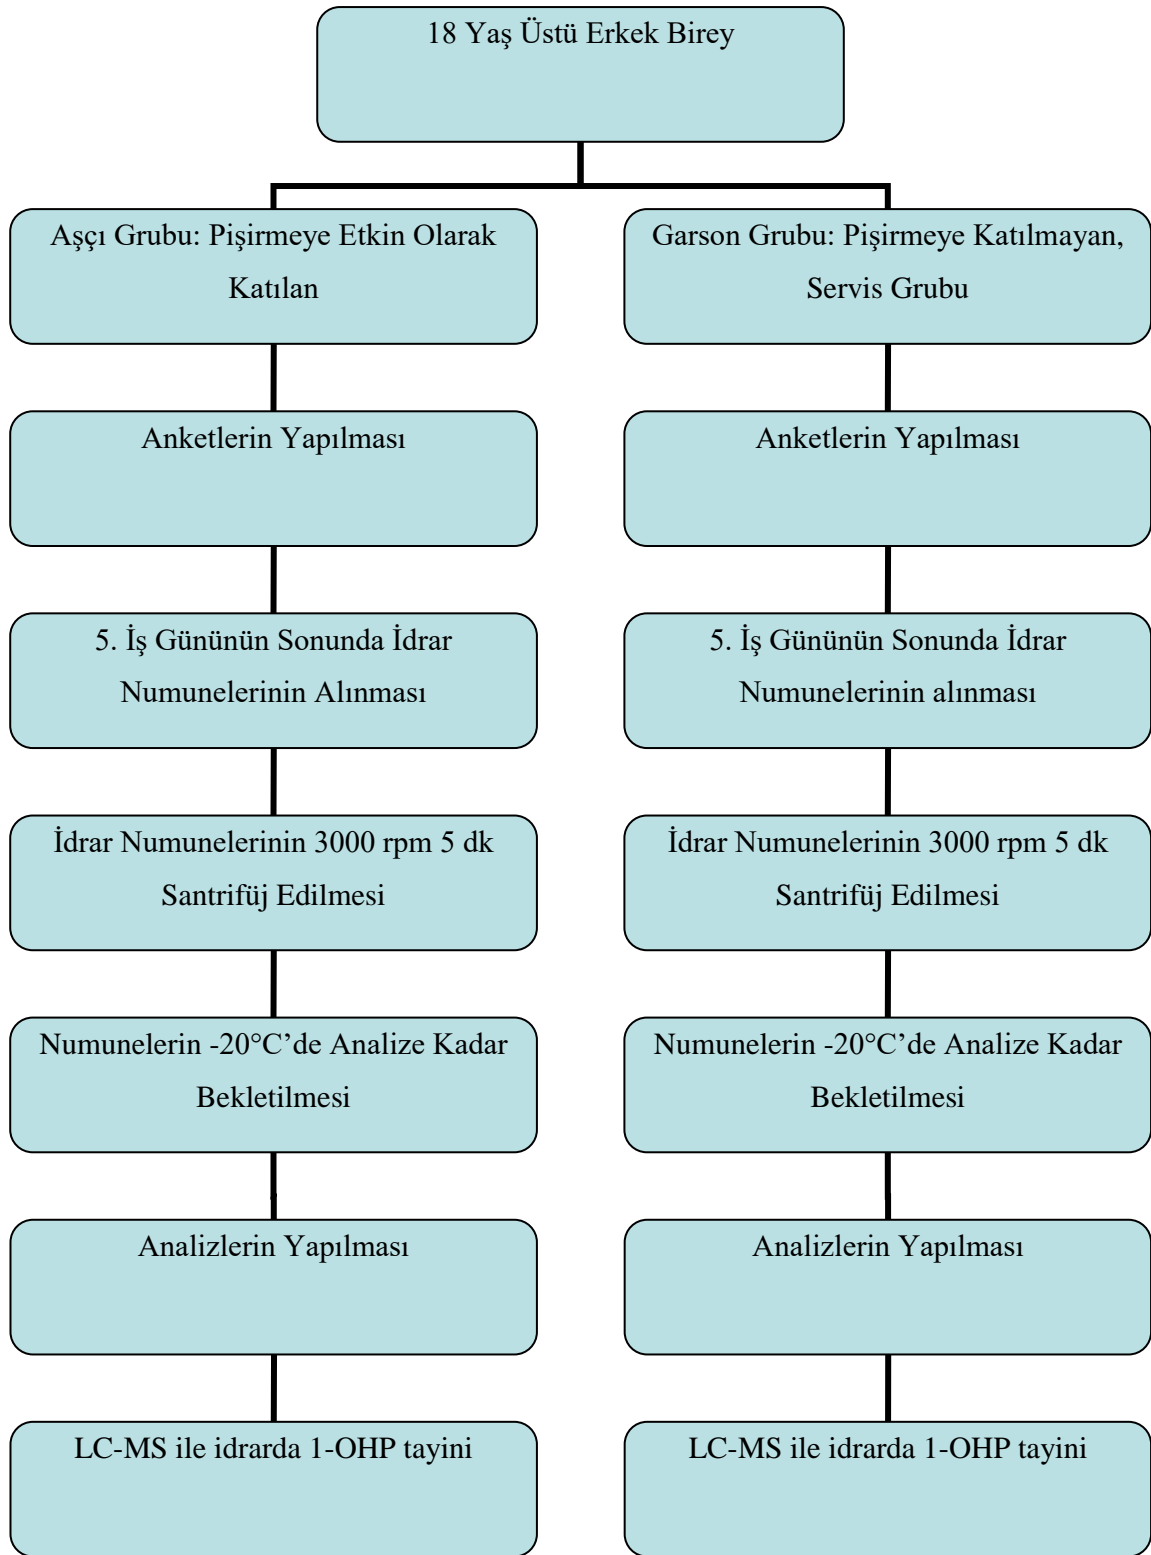 18 Yaş Üstü Erkek Birey
Aşçı Grubu: Pişirmeye Etkin Olarak
Katılan
Garson Grubu: Pişirmeye Katılmayan,
Servis Grubu
Anketlerin Yapılması
Anketlerin Yapılması
5. İş Gününün Sonunda İdrar
Numunelerinin Alınması
5. İş Gününün Sonunda İdrar
Numunelerinin alınması
İdrar Numunelerinin 3000 rpm 5 dk
Santrifüj Edilmesi
İdrar Numunelerinin 3000 rpm 5 dk
Santrifüj Edilmesi
Numunelerin -20°C’de Analize Kadar
Bekletilmesi
Numunelerin -20°C’de Analize Kadar
Bekletilmesi
Analizlerin Yapılması
Analizlerin Yapılması
LC-MS ile idrarda 1-OHP tayini
LC-MS ile idrarda 1-OHP tayini